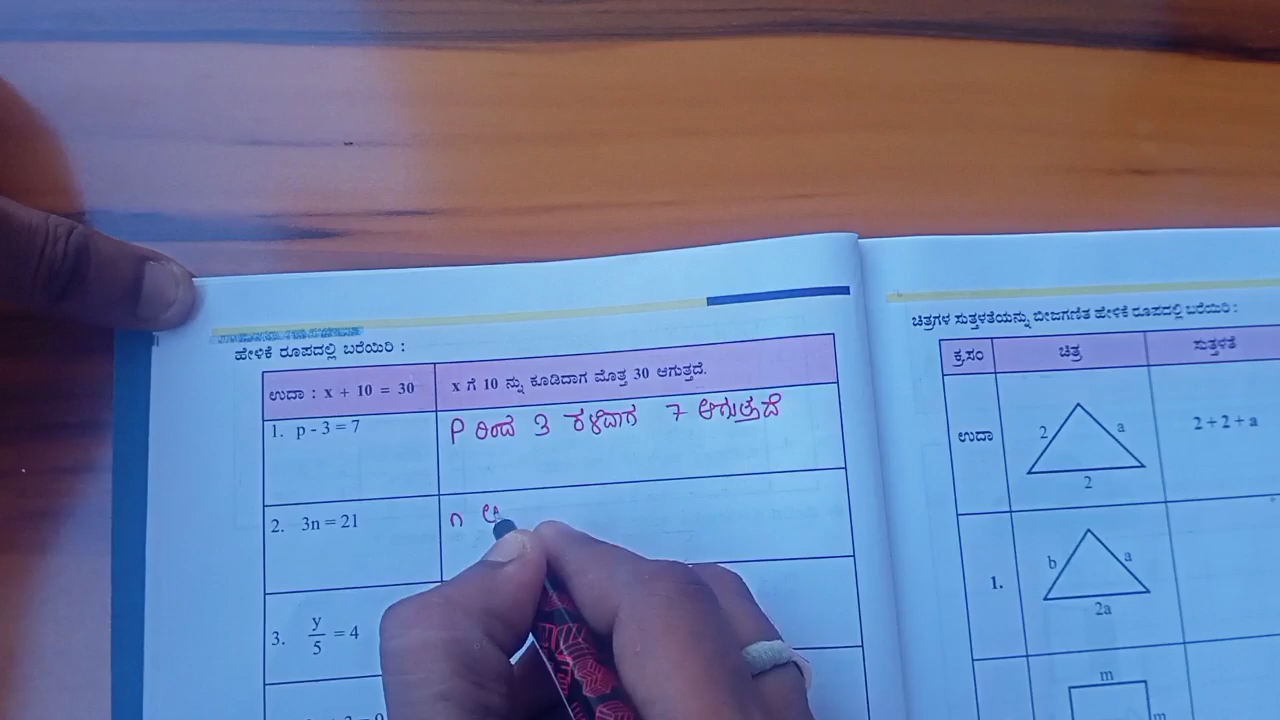 ಹೇಳಿಕೆ ರೂಪದಲ್ಲಿ ಬರೆಯಿರಿ :
ಉದಾ : x + 10 = 30
x ಗೆ 10 ನ್ನು ಕೂಡಿದಾಗ ಮೊತ್ತ 30 ಆಗುತ್ತದೆ.
1. p - 3 = 7
P ರಿಂದ 3 ಕಳೆದಾಗ 7 ಆಗುತ್ತದೆ
2. 3n = 21
n
3. y/5 = 4
ಚಿತ್ರಗಳ ಸುತ್ತಳತೆಯನ್ನು ಬೀಜಗಣಿತ ಹೇಳಿಕೆ ರೂಪದಲ್ಲಿ ಬರೆಯಿರಿ :
ಕ್ರ.ಸಂ ಚಿತ್ರ ಸುತ್ತಳತೆ
ಉದಾ 2 a 2 2 + 2 + a
1. b a 2a
m
m